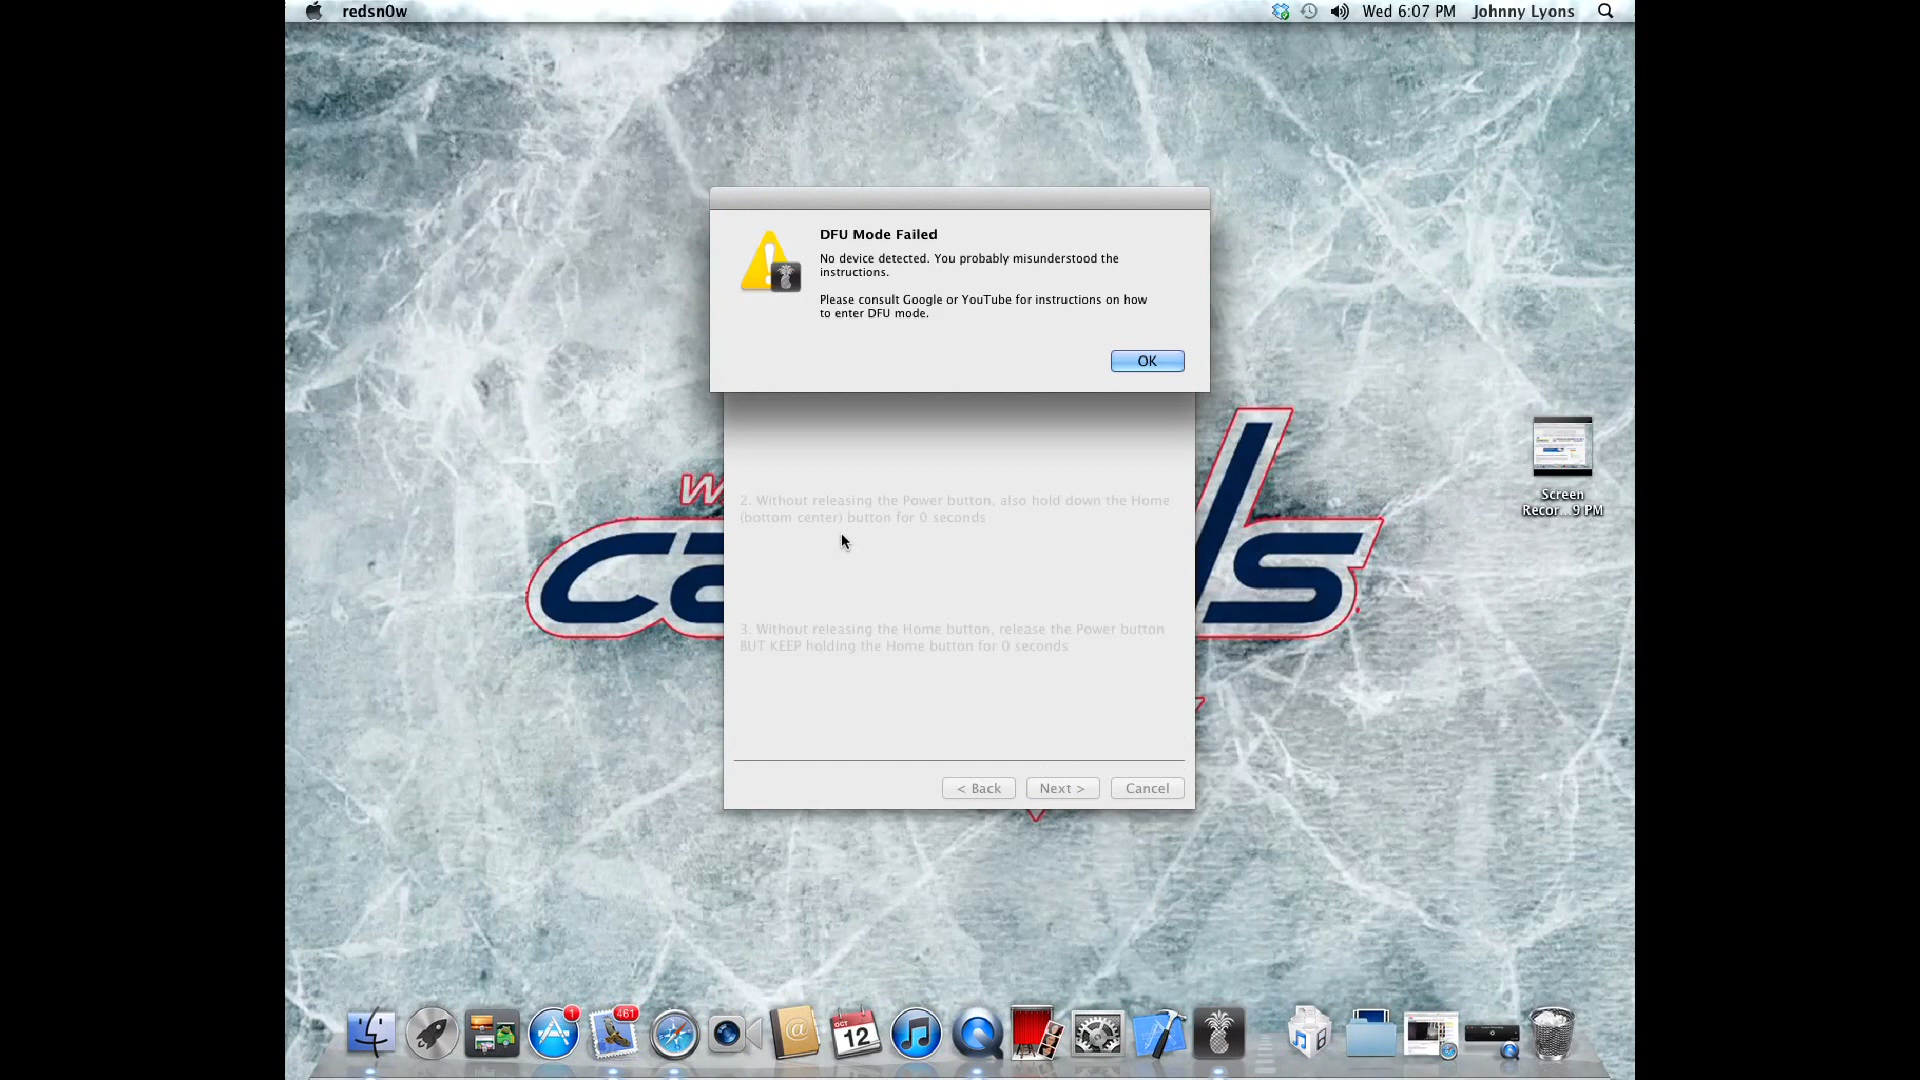 redsn0w
Wed 6:07 PM
Johnny Lyons
DFU Mode Failed
No device detected. You probably misunderstood the
instructions.
Please consult Google or YouTube for instructions on how
to enter DFU mode.
OK
2. Without releasing the Power button, also hold down the Home
(bottom center) button for 0 seconds
3. Without releasing the Home button, release the Power button
BUT KEEP holding the Home button for 0 seconds
< Back
Next >
Cancel
Screen
Recor...9 PM
1
461
OCT
12